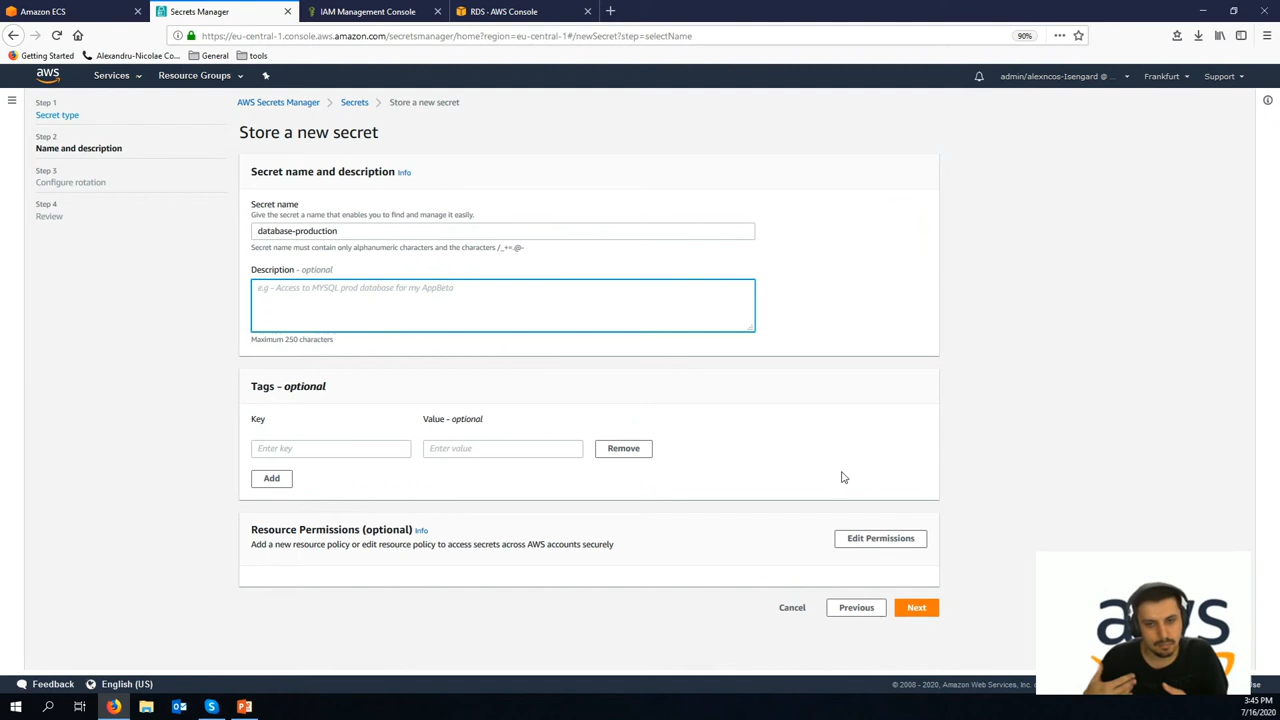 Amazon ECS
Secrets Manager
IAM Management Console
RDS - AWS Console
https://eu-central-1.console.aws.amazon.com/secretsmanager/home?region=eu-central-1#/newSecret?step=selectName
90%
Getting Started
Alexandru-Nicolae Co...
General
tools
aws
Services
Resource Groups
admin/alexncos-Isengard @ ...
Frankfurt
Support
Step 1
Secret type
Step 2
Name and description
Step 3
Configure rotation
Step 4
Review
AWS Secrets Manager
Secrets
Store a new secret
Store a new secret
Secret name and description Info
Secret name
Give the secret a name that enables you to find and manage it easily.
database-production
Secret name must contain only alphanumeric characters and the characters /_+=.@-
Description - optional
e.g - Access to MYSQL prod database for my AppBeta
Maximum 250 characters
Tags - optional
Key
Value - optional
Enter key
Enter value
Remove
Add
Resource Permissions (optional) Info
Add a new resource policy or edit resource policy to access secrets across AWS accounts securely
Edit Permissions
Cancel
Previous
Next
aws
Feedback
English (US)
© 2008 - 2020, Amazon Web Services, Inc.
3:45 PM
7/16/2020